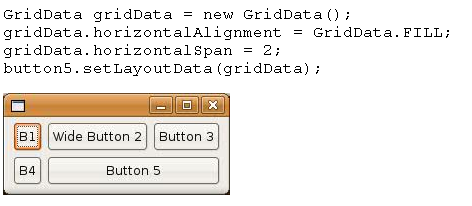 GridData gridData = new GridData();
gridData.horizontalAlignment = GridData.FILL;
gridData.horizontalSpan = 2;
button5.setLayoutData(gridData);
B1 Wide Button 2 Button 3
B4 Button 5